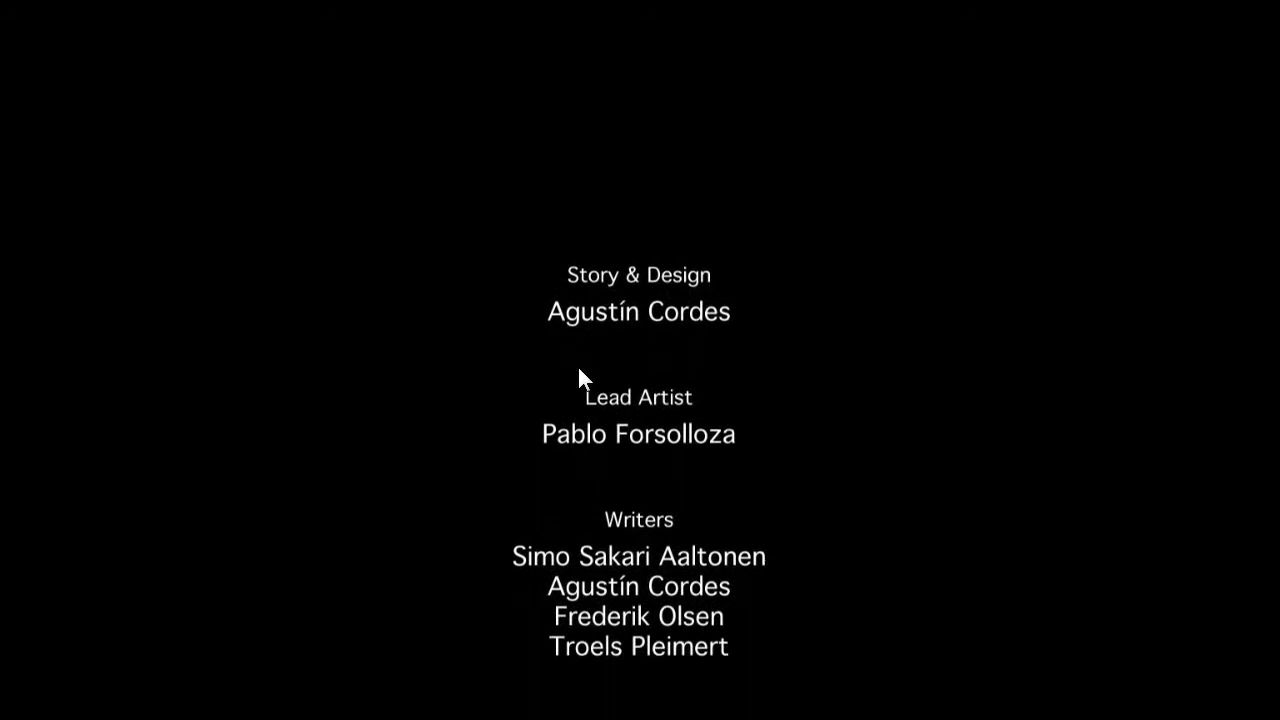 Story & Design
Agustín Cordes
Lead Artist
Pablo Forsolloza
Writers
Simo Sakari Aaltonen
Agustín Cordes
Frederik Olsen
Troels Pleimert